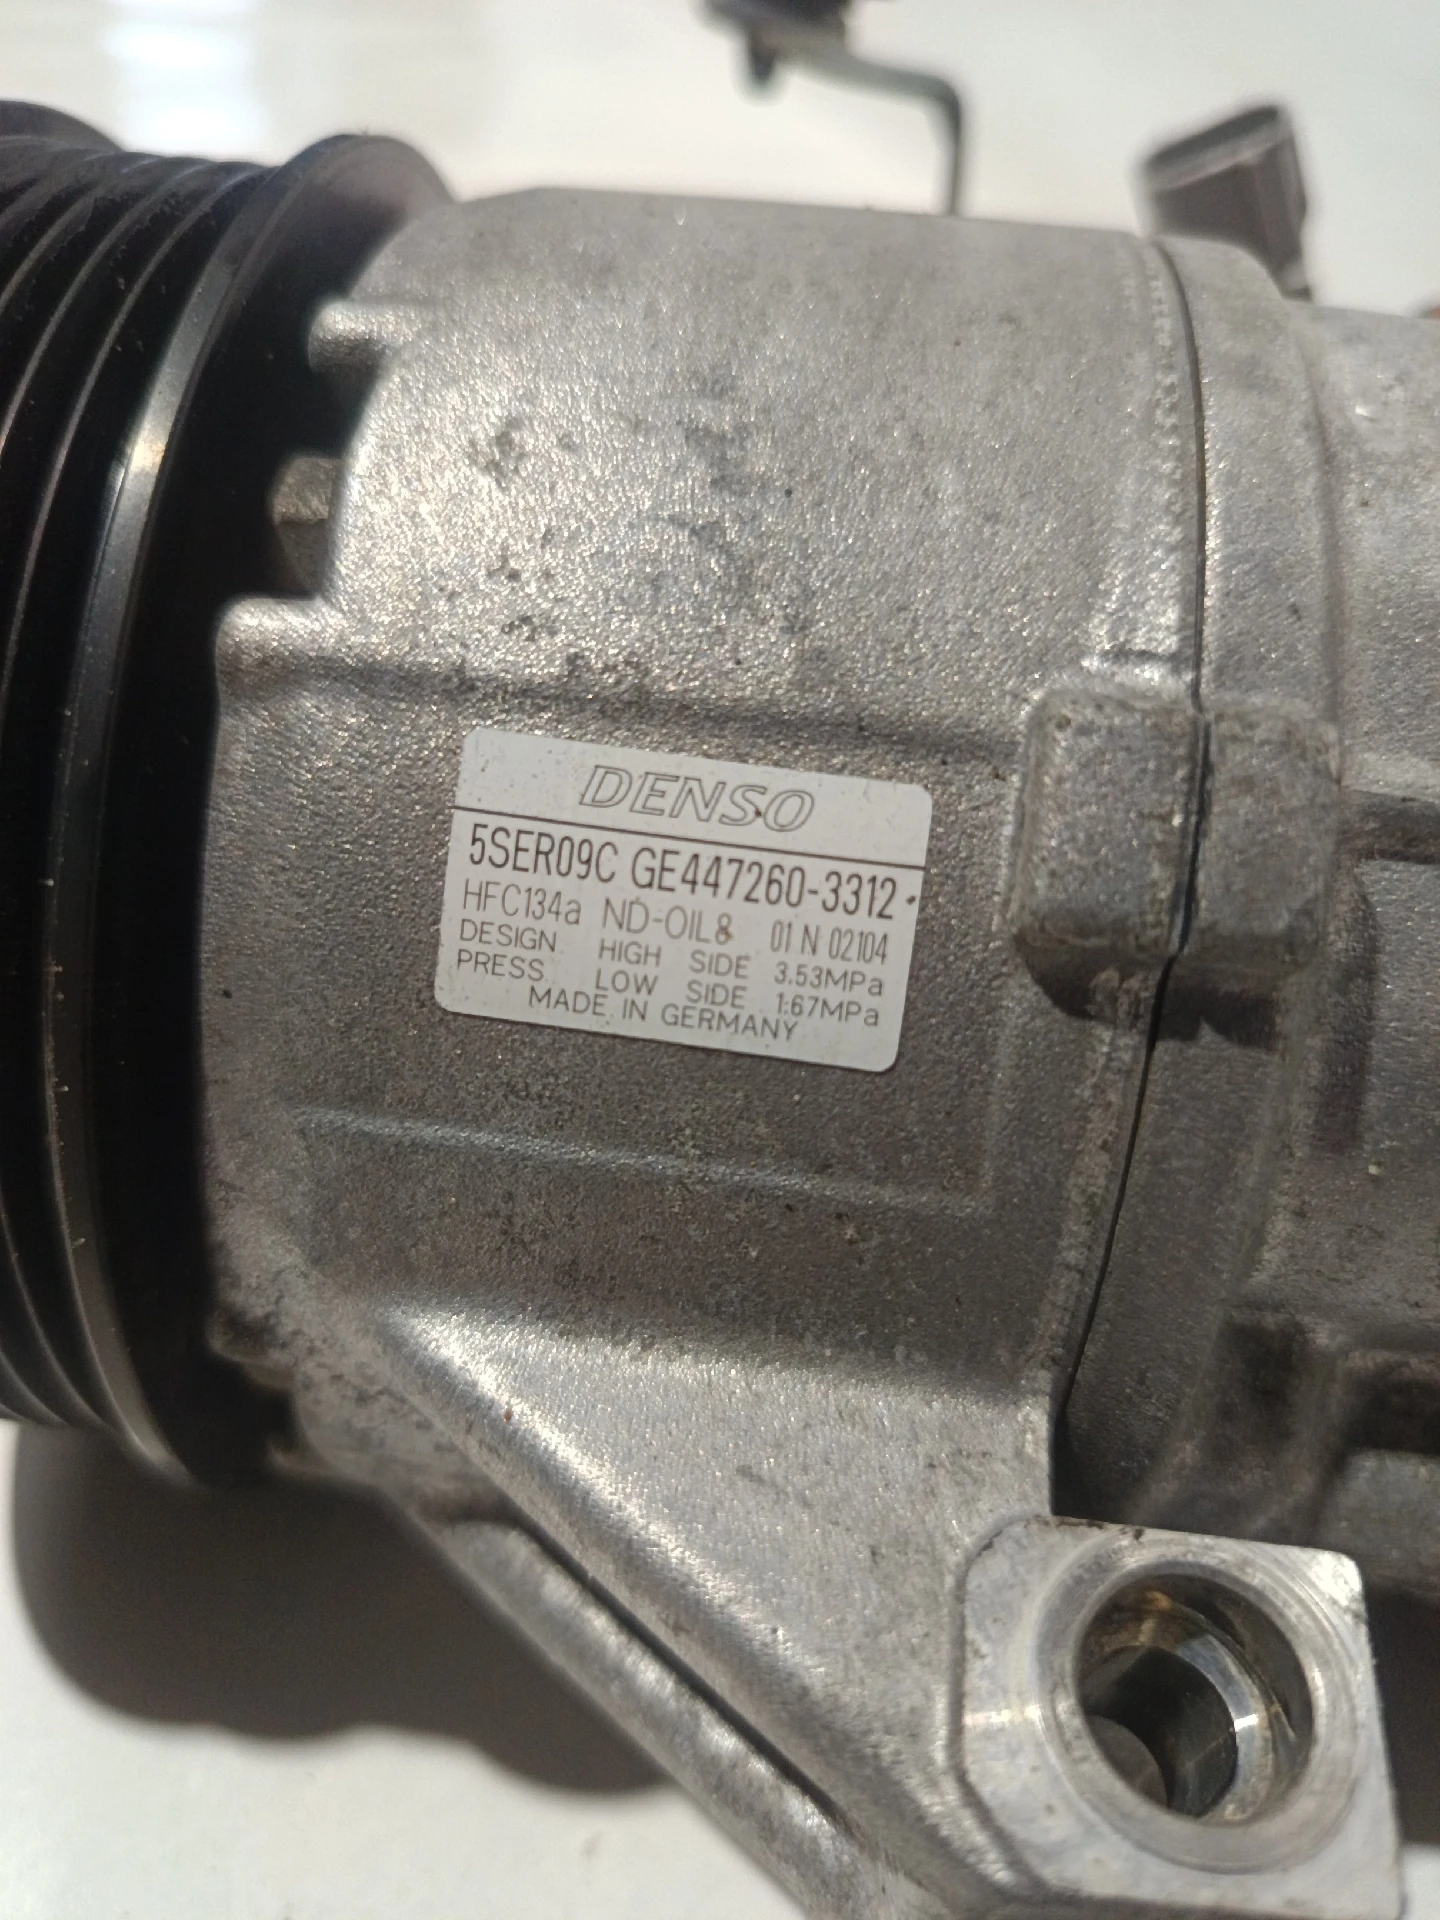 DENSO
5SER09C GE447260-3312
HFC134a ND-OIL8 01 N 02104
DESIGN HIGH SIDE 3.53MPa
PRESS. LOW SIDE 1.67MPa
MADE IN GERMANY